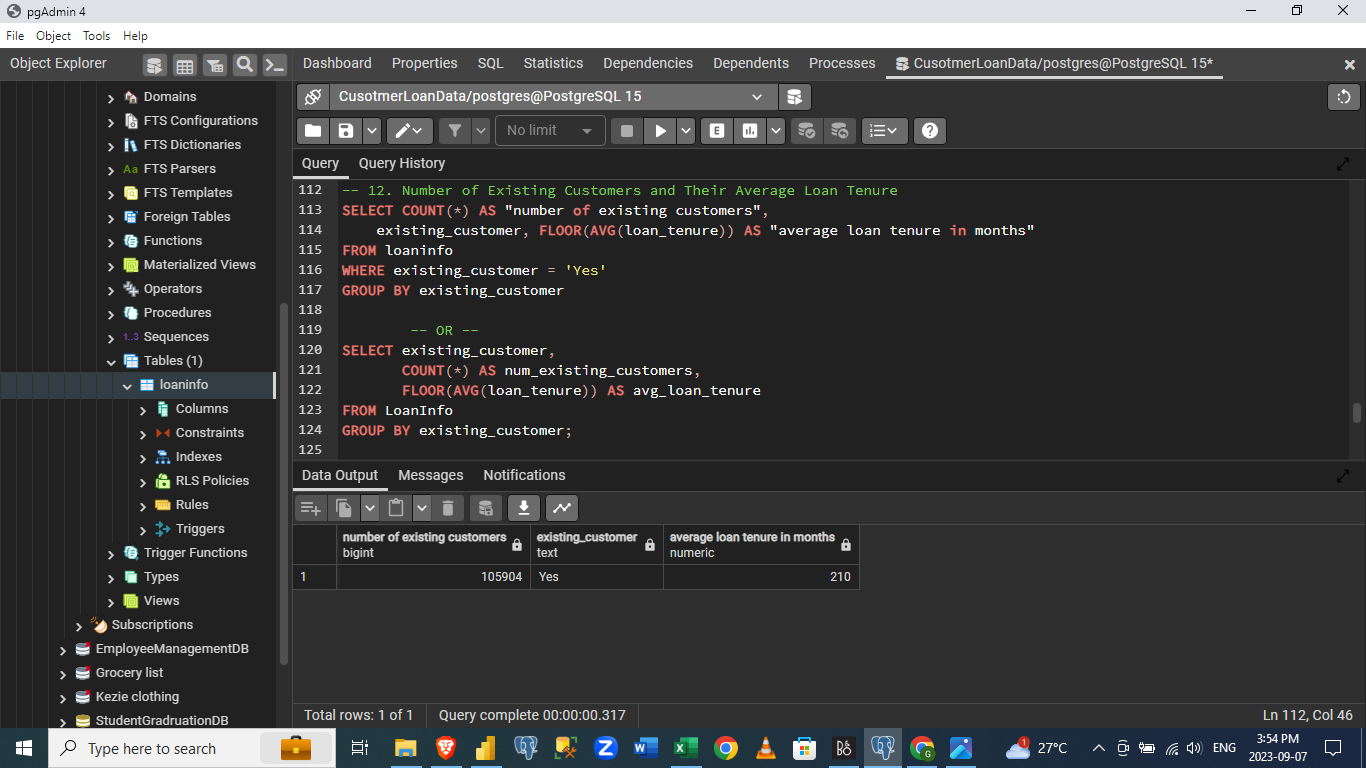 pgAdmin 4
File Object Tools Help
Object Explorer
Dashboard Properties SQL Statistics Dependencies Dependents Processes CusotmerLoanData/postgres@PostgreSQL 15*
Domains
FTS Configurations
FTS Dictionaries
Aa FTS Parsers
FTS Templates
Foreign Tables
Functions
Materialized Views
Operators
Procedures
1..3 Sequences
Tables (1)
loaninfo
Columns
Constraints
Indexes
RLS Policies
Rules
Triggers
Trigger Functions
Types
Views
Subscriptions
EmployeeManagementDB
Grocery list
Kezie clothing
StudentGradruationDB
CusotmerLoanData/postgres@PostgreSQL 15
No limit
E
Query Query History
112 -- 12. Number of Existing Customers and Their Average Loan Tenure
113 SELECT COUNT(*) AS "number of existing customers",
114 existing_customer, FLOOR(AVG(loan_tenure)) AS "average loan tenure in months"
115 FROM loaninfo
116 WHERE existing_customer = 'Yes'
117 GROUP BY existing_customer
118
119 -- OR --
120 SELECT existing_customer,
121 COUNT(*) AS num_existing_customers,
122 FLOOR(AVG(loan_tenure)) AS avg_loan_tenure
123 FROM LoanInfo
124 GROUP BY existing_customer;
125
Data Output Messages Notifications
number of existing customers existing_customer average loan tenure in months
bigint text numeric
1 105904 Yes 210
Total rows: 1 of 1 Query complete 00:00:00.317 Ln 112, Col 46
Type here to search
1 27°C ENG
3:54 PM
2023-09-07